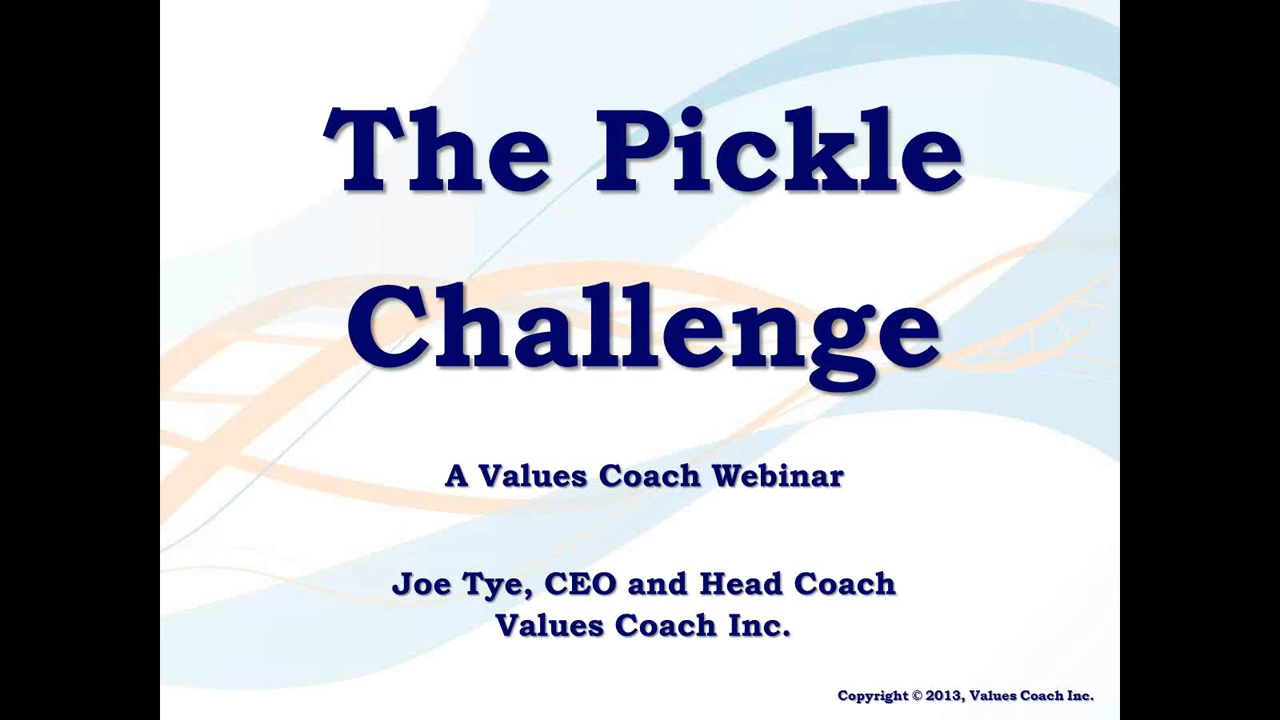 The Pickle
Challenge
A Values Coach Webinar
Joe Tye, CEO and Head Coach
Values Coach Inc.
Copyright © 2013, Values Coach Inc.